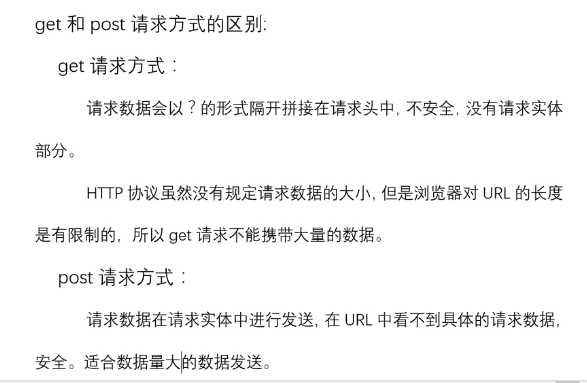 get 和 post 请求方式的区别:
get 请求方式：
请求数据会以？的形式隔开拼接在请求头中, 不安全, 没有请求实体
部分。
HTTP 协议虽然没有规定请求数据的大小, 但是浏览器对 URL 的长度
是有限制的，所以 get 请求不能携带大量的数据。
post 请求方式：
请求数据在请求实体中进行发送, 在 URL 中看不到具体的请求数据,
安全。适合数据量大的数据发送。